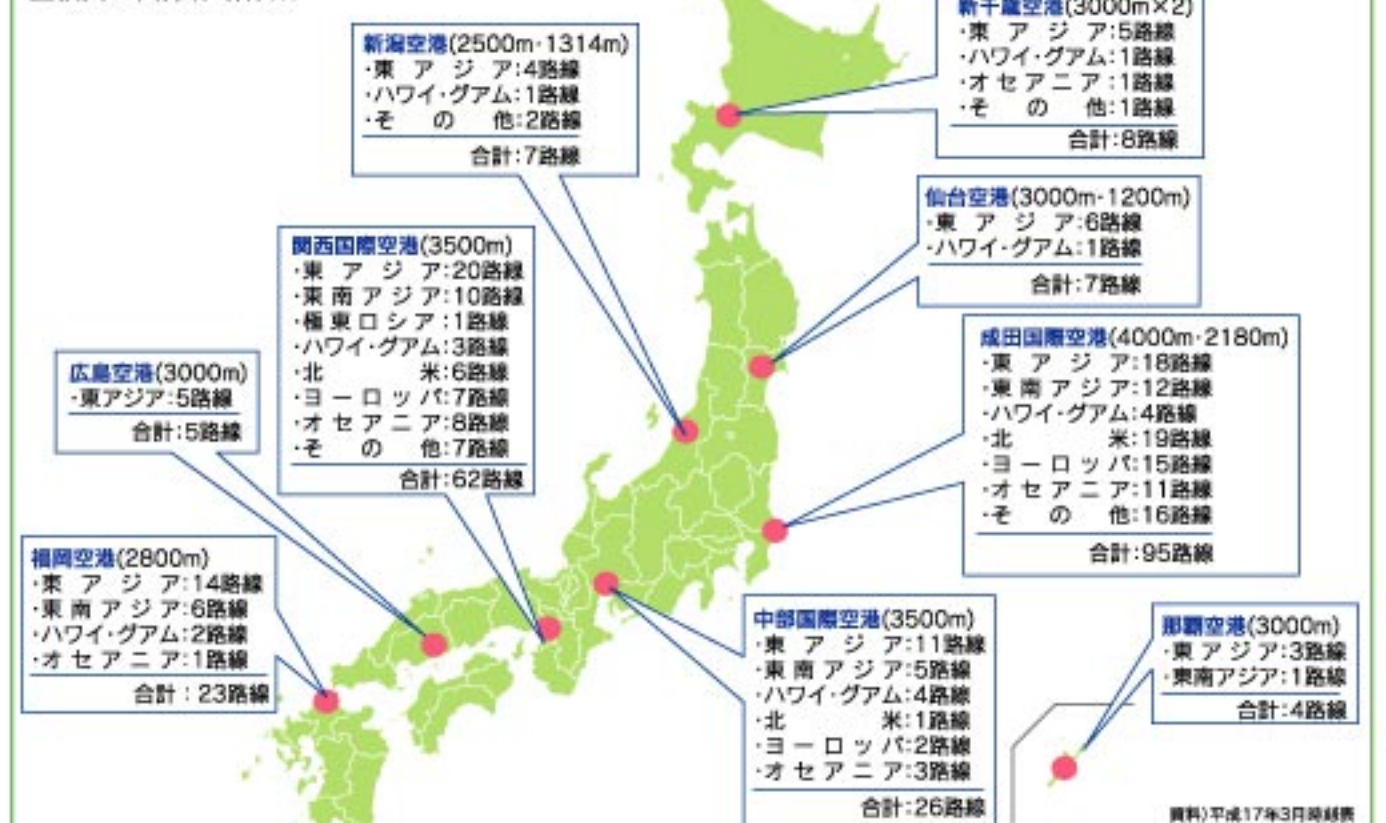 新潟空港(2500m·1314m)
·東アジア:4路線
·ハワイ·グアム:1路線
·その他:2路線
合計:7路線
新千歳空港(3000m×2)
·東アジア:5路線
·ハワイ·グアム:1路線
·オセアニア:1路線
·その他:1路線
合計:8路線
仙台空港(3000m·1200m)
·東アジア:6路線
·ハワイ·グアム:1路線
合計:7路線
関西国際空港(3500m)
·東アジア:20路線
·東南アジア:10路線
·極東ロシア:1路線
·ハワイ·グアム:3路線
·北米:6路線
·ヨーロッパ:7路線
·オセアニア:8路線
·その他:7路線
合計:62路線
成田国際空港(4000m·2180m)
·東アジア:18路線
·東南アジア:12路線
·ハワイ·グアム:4路線
·北米:19路線
·ヨーロッパ:15路線
·オセアニア:11路線
·その他:16路線
合計:95路線
広島空港(3000m)
·東アジア:5路線
合計:5路線
福岡空港(2800m)
·東アジア:14路線
·東南アジア:6路線
·ハワイ·グアム:2路線
·オセアニア:1路線
合計:23路線
中部国際空港(3500m)
·東アジア:11路線
·東南アジア:5路線
·ハワイ·グアム:4路線
·北米:1路線
·ヨーロッパ:2路線
·オセアニア:3路線
合計:26路線
那覇空港(3000m)
·東アジア:3路線
·東南アジア:1路線
合計:4路線
資料)平成17年3月時刻表